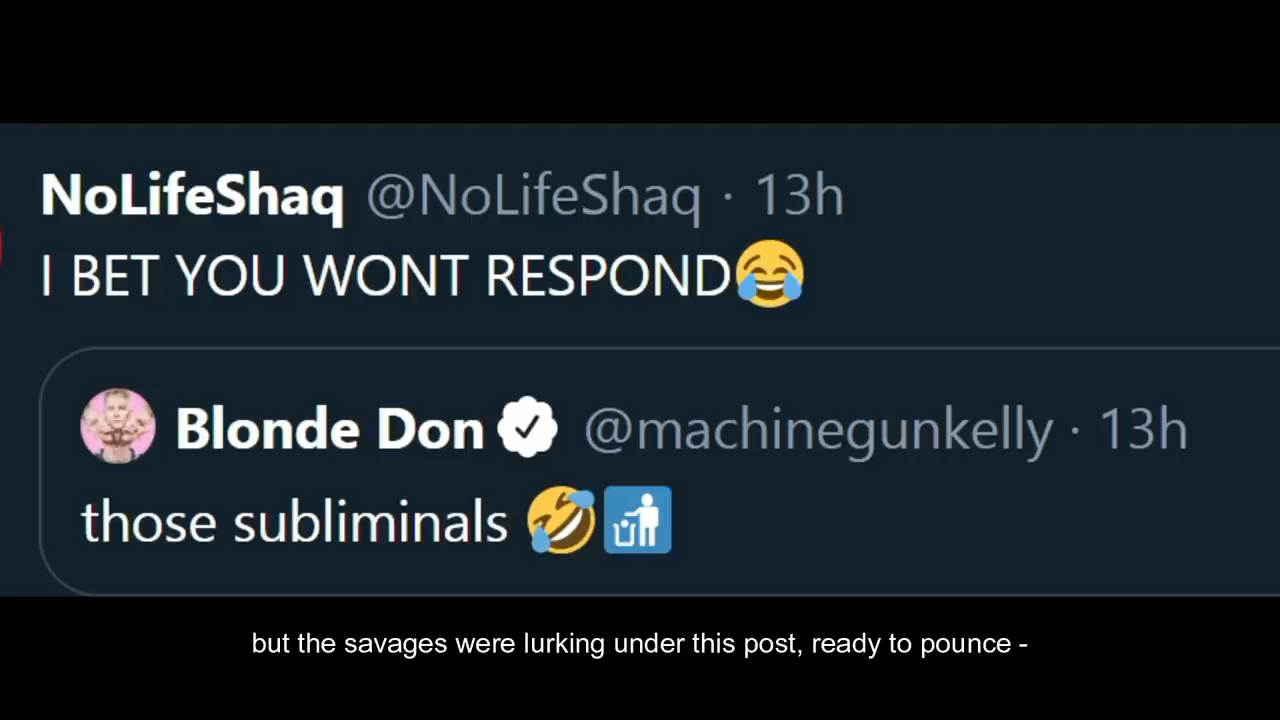 NoLifeShaq @NoLifeShaq · 13h
I BET YOU WONT RESPOND😂
Blonde Don @machinegunkelly · 13h
those subliminals 🤣🚮
but the savages were lurking under this post, ready to pounce -